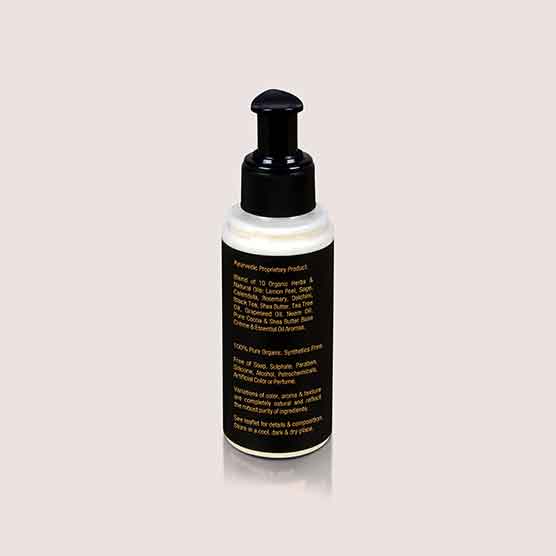 Ayurvedic Proprietary Product.
Blend of 10 Organic Herbs &
Natural Oils: Lemon Peel, Sage,
Calendula, Rosemary, Dalchini,
Black Tea, Shea Butter, Tea Tree
Oil, Grapeseed Oil, Neem Oil,
Pure Cocoa & Shea Butter Base
Creme & Essential Oil Aromas.
100% Pure Organic, Synthetics Free.
Free of Soap, Sulphate, Paraben,
Silicone, Alcohol, Petrochemicals,
Artificial Color or Perfume.
Variations of color, aroma & texture
are completely natural and reflect
the robust purity of ingredients.
See leaflet for details & composition.
Store in a cool, dark & dry place.